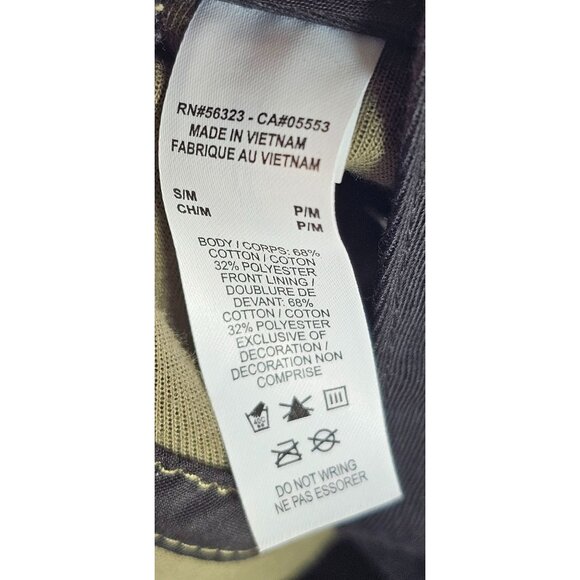 RN#56323 - CA#05553
MADE IN VIETNAM
FABRIQUE AU VIETNAM
S/M
CH/M
P/M
P/M
BODY / CORPS: 68%
COTTON / COTON
32% POLYESTER
FRONT LINING /
DOUBLURE DE
DEVANT: 68%
COTTON / COTON
32% POLYESTER
EXCLUSIVE OF
DECORATION /
DECORATION NON
COMPRISE
DO NOT WRING
NE PAS ESSORER